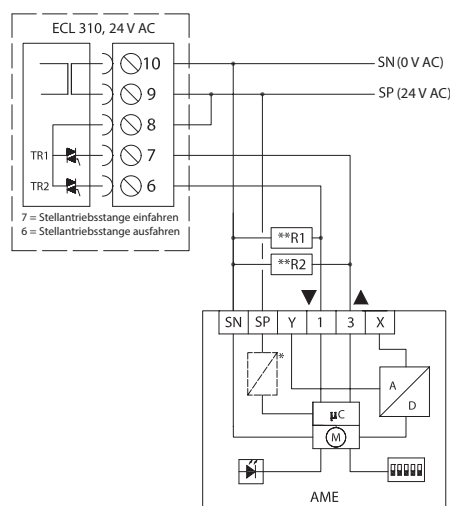 ECL 310, 24 V AC
10
SN (0 V AC)
9
SP (24 V AC)
8
TR1
7
TR2
6
7 = Stellantriebsstange einfahren
6 = Stellantriebsstange ausfahren
**R1
**R2
SN SP Y 1 3 X
*
A
D
µC
M
AME